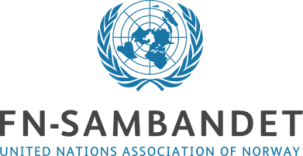 FN-SAMBANDET
UNITED NATIONS ASSOCIATION OF NORWAY